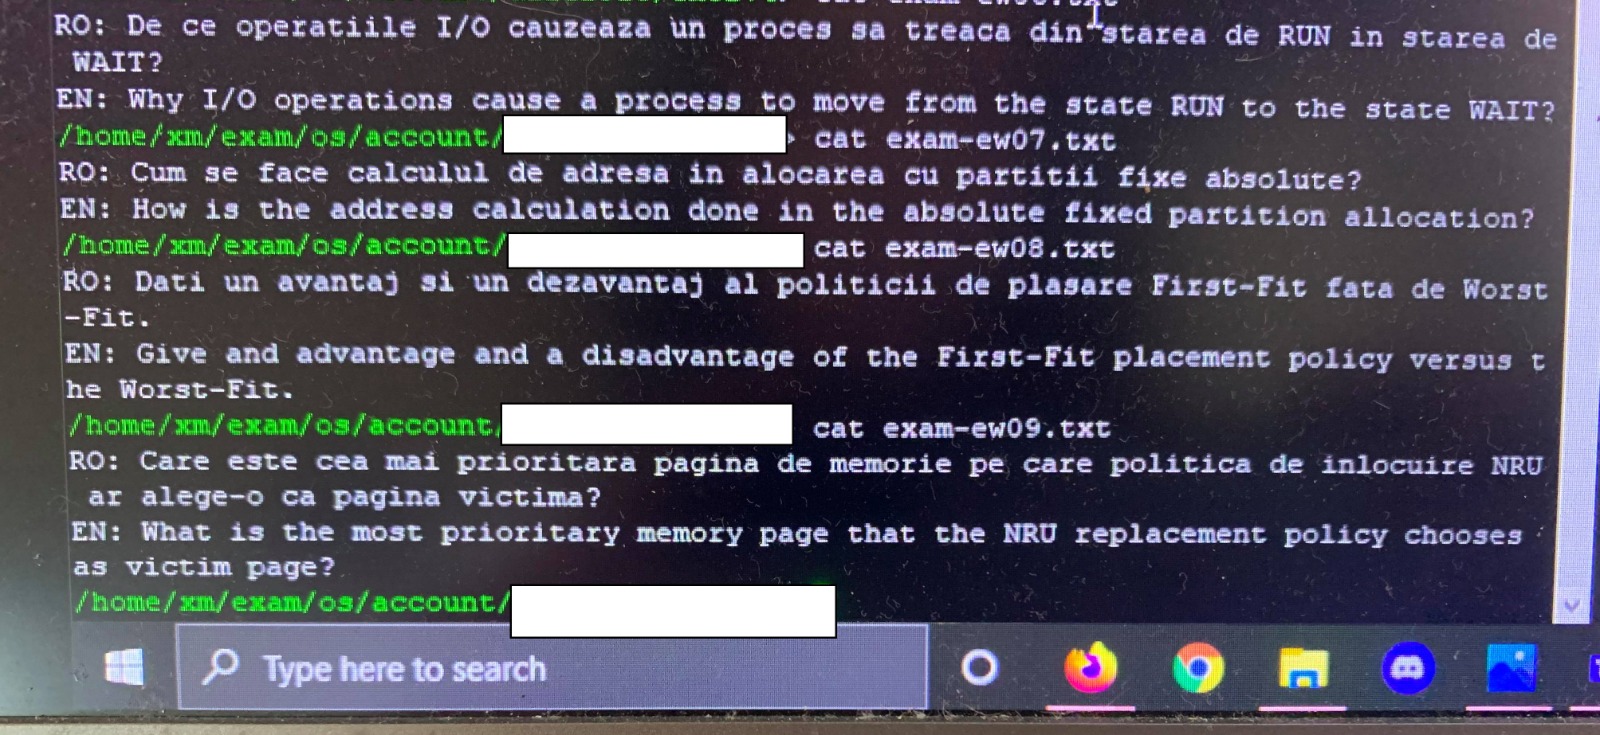 RO: De ce operatiile I/O cauzeaza un proces sa treaca din starea de RUN in starea de
WAIT?
EN: Why I/O operations cause a process to move from the state RUN to the state WAIT?
/home/xm/exam/os/account/ > cat exam-ew07.txt
RO: Cum se face calculul de adresa in alocarea cu partitii fixe absolute?
EN: How is the address calculation done in the absolute fixed partition allocation?
/home/xm/exam/os/account/ cat exam-ew08.txt
RO: Dati un avantaj si un dezavantaj al politicii de plasare First-Fit fata de Worst
-Fit.
EN: Give and advantage and a disadvantage of the First-Fit placement policy versus t
he Worst-Fit.
/home/xm/exam/os/account/ cat exam-ew09.txt
RO: Care este cea mai prioritara pagina de memorie pe care politica de inlocuire NRU
ar alege-o ca pagina victima?
EN: What is the most prioritary memory page that the NRU replacement policy chooses
as victim page?
/home/xm/exam/os/account/
Type here to search